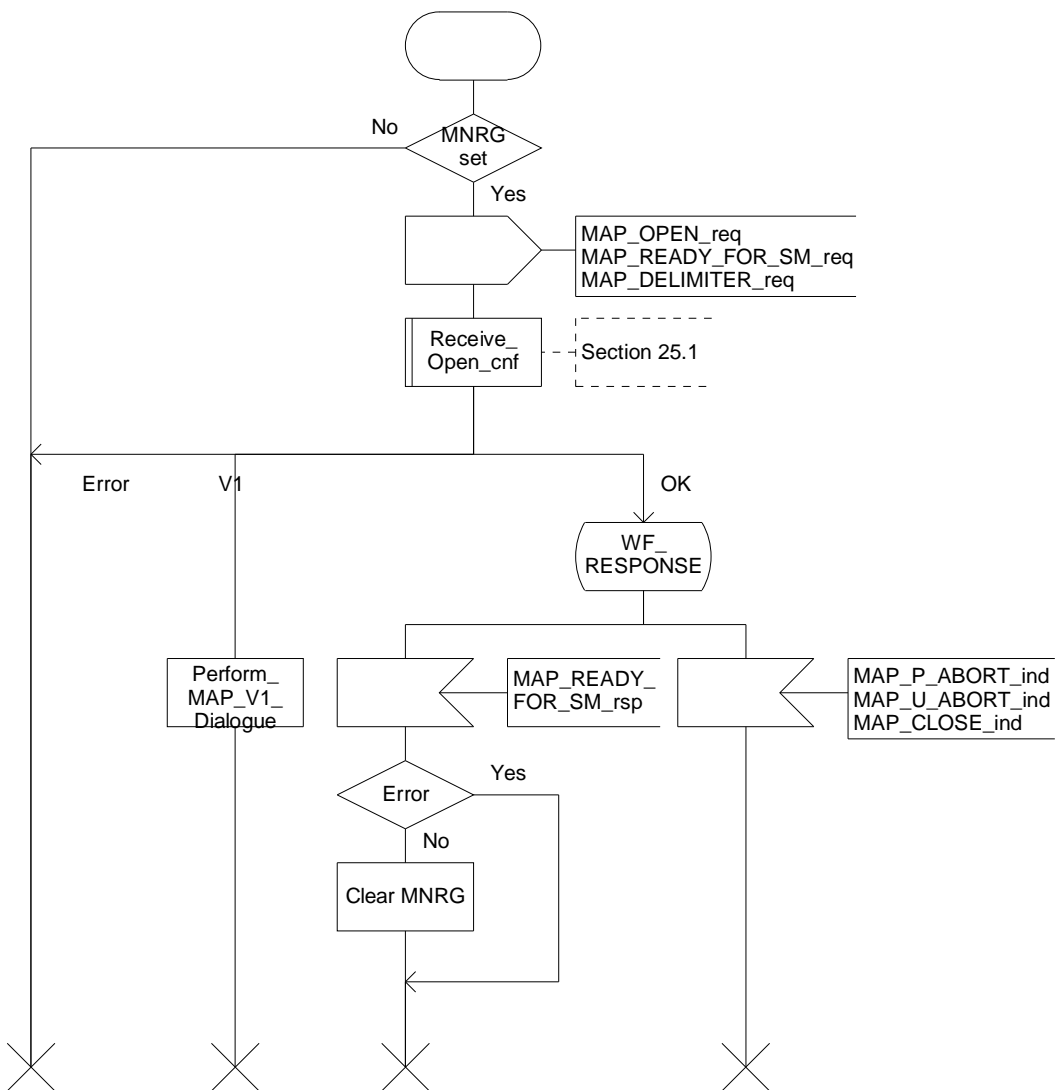 No
MNRG
set
Yes
MAP_OPEN_req
MAP_READY_FOR_SM_req
MAP_DELIMITER_req
Receive_
Open_cnf
Section 25.1
Error
V1
OK
WF_
RESPONSE
Perform_
MAP_V1_
Dialogue
MAP_READY_
FOR_SM_rsp
MAP_P_ABORT_ind
MAP_U_ABORT_ind
MAP_CLOSE_ind
Error
Yes
No
Clear MNRG